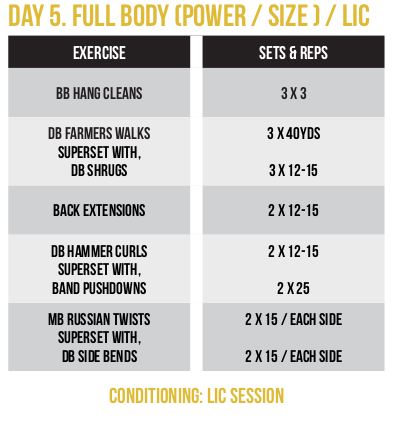 DAY 5. FULL BODY (POWER / SIZE ) / LIC
EXERCISE
SETS & REPS
BB HANG CLEANS
3 X 3
DB FARMERS WALKS
3 X 40YDS
SUPERSET WITH,
DB SHRUGS
3 X 12-15
BACK EXTENSIONS
2 X 12-15
DB HAMMER CURLS
2 X 12-15
SUPERSET WITH,
BAND PUSHDOWNS
2 X 25
MB RUSSIAN TWISTS
2 X 15 / EACH SIDE
SUPERSET WITH,
DB SIDE BENDS
2 X 15 / EACH SIDE
CONDITIONING: LIC SESSION